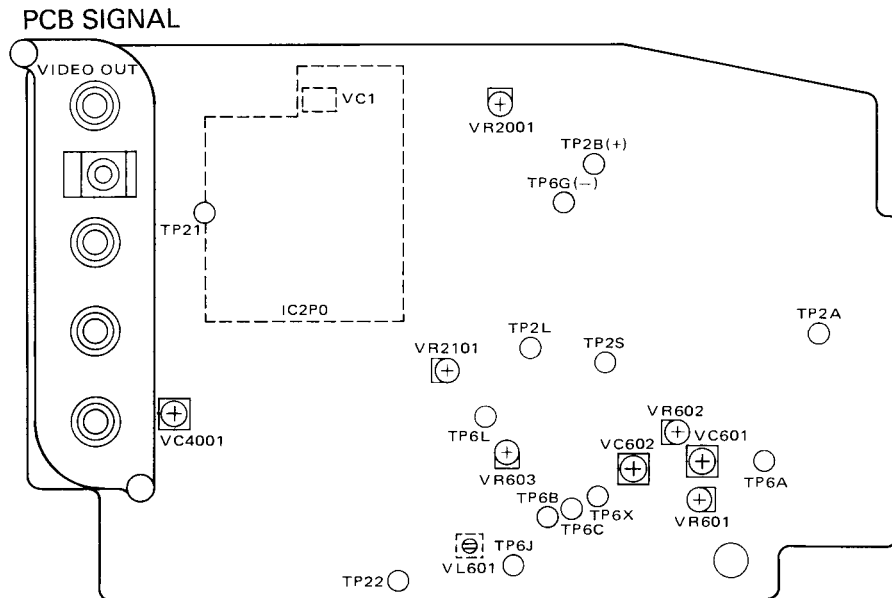 PCB SIGNAL
VIDEO OUT
VC1
VR2001
TP2B(+)
TP6G(−)
TP21
IC2P0
TP2A
TP2L
TP2S
VR2101
VR602
VC4001
TP6L
VC602
VC601
VR603
TP6A
TP6B
TP6X
VR601
TP6C
TP6J
VL601
TP22